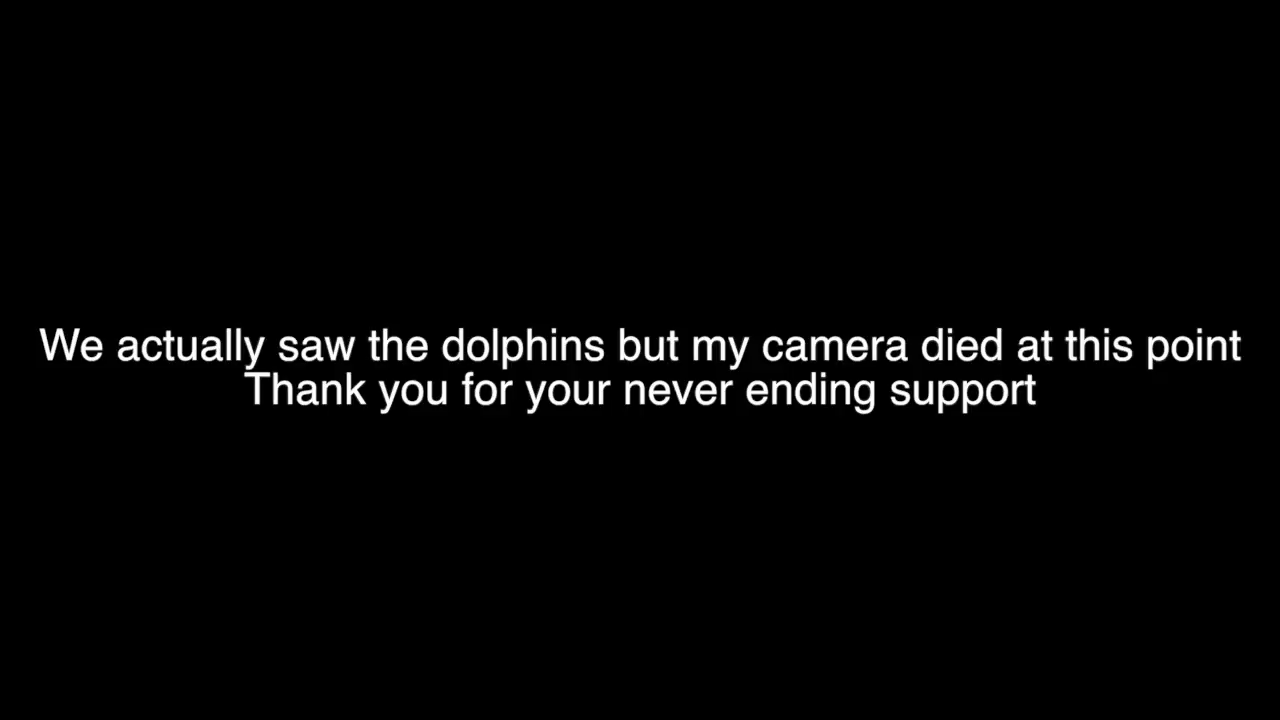 We actually saw the dolphins but my camera died at this point
Thank you for your never ending support